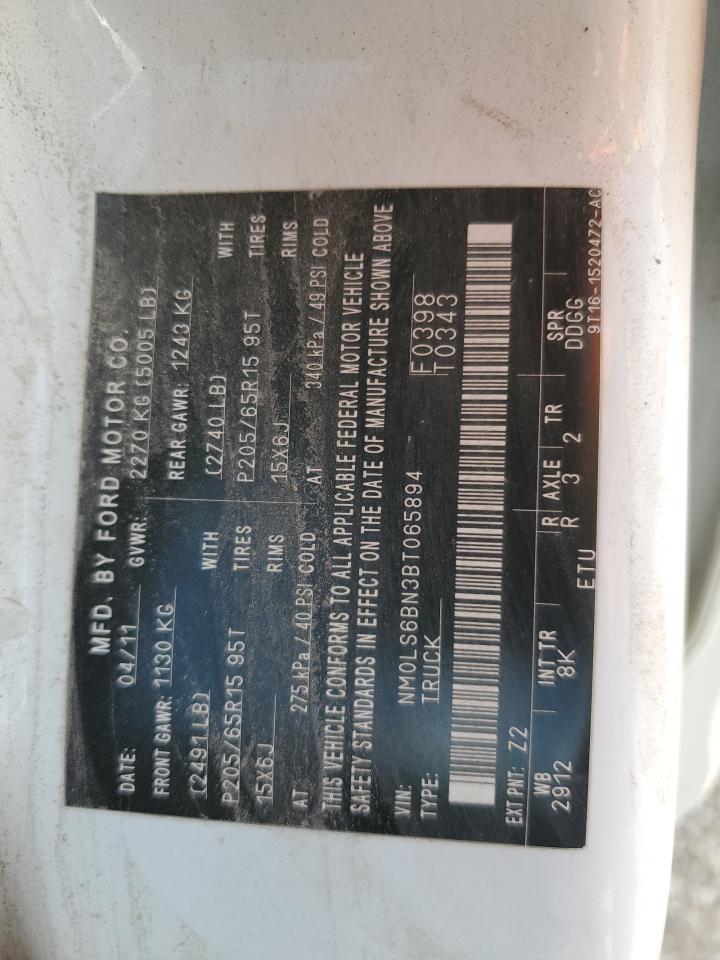 MFD. BY FORD MOTOR CO.
DATE: 04/11 GVWR: 2270 KG (5005 LB)
FRONT GAWR: 1130 KG REAR GAWR: 1243 KG
(2491LB) WITH (2740LB) WITH
P205/65R15 95T TIRES P205/65R15 95T TIRES
15X6J RIMS 15X6J RIMS
AT 275 kPa / 40 PSI COLD AT 340 kPa / 49 PSI COLD
THIS VEHICLE CONFORMS TO ALL APPLICABLE FEDERAL MOTOR VEHICLE
SAFETY STANDARDS IN EFFECT ON THE DATE OF MANUFACTURE SHOWN ABOVE
VIN: NM0LS6BN3BT065894 F0398
TYPE: TRUCK T0343
EXT PNT: Z2
WB INT TR R AXLE TR SPR
2912 8K R 3 2 DDGG
ETU 9T16-1520472-AC